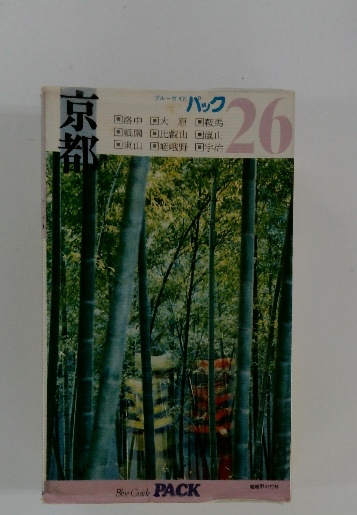 京都
ブルーガイド パック 26
洛中 大原 鞍馬
祇園 比叡山 嵐山
東山 嵯峨野 宇治
Blue Guide PACK